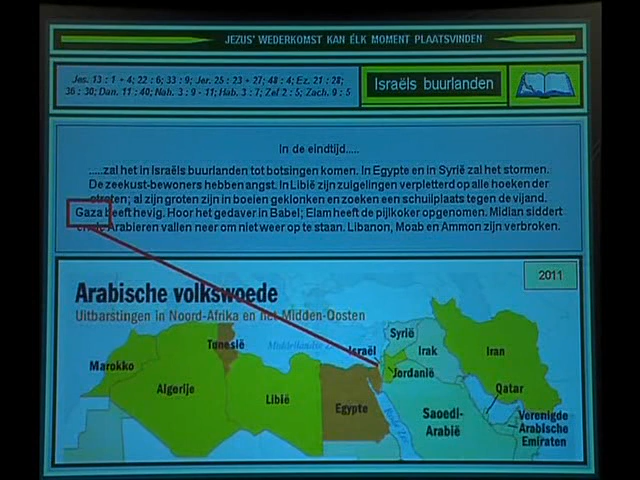 JEZUS' WEDERKOMST KAN ÉLK MOMENT PLAATSVINDEN
Jes. 13 : 1 + 4; 22 : 6; 33 : 9; Jer. 25 : 23 + 27; 48 : 4; Ez. 21 : 28;
36 : 30; Dan. 11 : 40; Nah. 3 : 9 - 11; Hab. 3 : 7; Zef 2 : 5; Zach. 9 : 5
Israëls buurlanden
In de eindtijd.....
.....zal het in Israëls buurlanden tot botsingen komen. In Egypte en in Syrië zal het stormen.
De zeekust-bewoners hebben angst. In Libië zijn zuigelingen verpletterd op alle hoeken der
straten; al zijn groten zijn in boeien geklonken en zoeken een schuilplaats tegen de vijand.
Gaza beeft hevig. Hoor het gedaver in Babel; Elam heeft de pijlkoker opgenomen. Midian siddert
en de Arabieren vallen neer om niet weer op te staan. Libanon, Moab en Ammon zijn verbroken.
2011
Arabische volkswoede
Uitbarstingen in Noord-Afrika en het Midden-Oosten
Syrië
Tunesië
Middellandse Zee
Israël
Irak
Iran
Marokko
Jordanië
Algerije
Libië
Egypte
Qatar
Rode Zee
Saoedi-
Arabië
Verenigde
Arabische
Emiraten